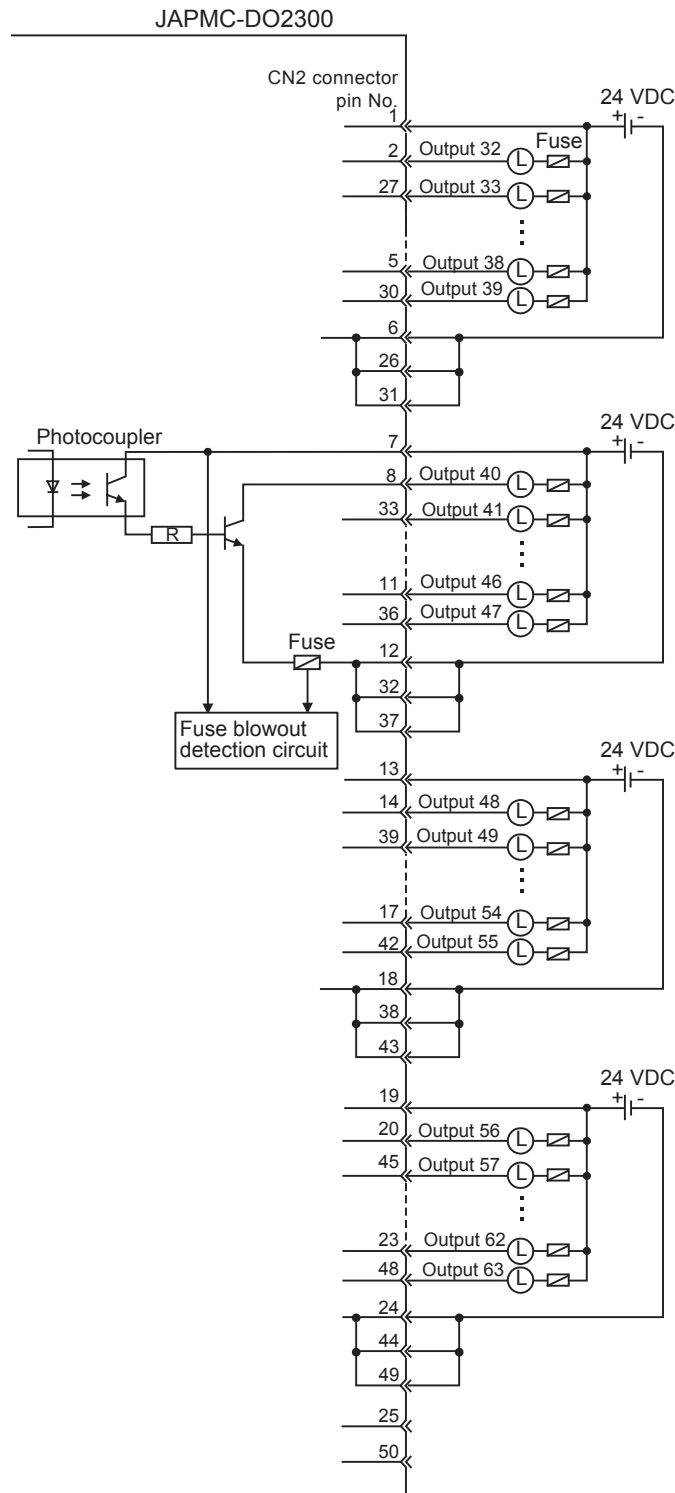 JAPMC-DO2300
CN2 connector
pin No.
24 VDC
+ -
1
Fuse
2 Output 32 L
27 Output 33 L
5 Output 38 L
30 Output 39 L
6
26
31
24 VDC
+ -
Photocoupler
7
8 Output 40 L
33 Output 41 L
R
11 Output 46 L
36 Output 47 L
Fuse
12
32
37
Fuse blowout
detection circuit
24 VDC
+ -
13
14 Output 48 L
39 Output 49 L
17 Output 54 L
42 Output 55 L
18
38
43
24 VDC
+ -
19
20 Output 56 L
45 Output 57 L
23 Output 62 L
48 Output 63 L
24
44
49
25
50